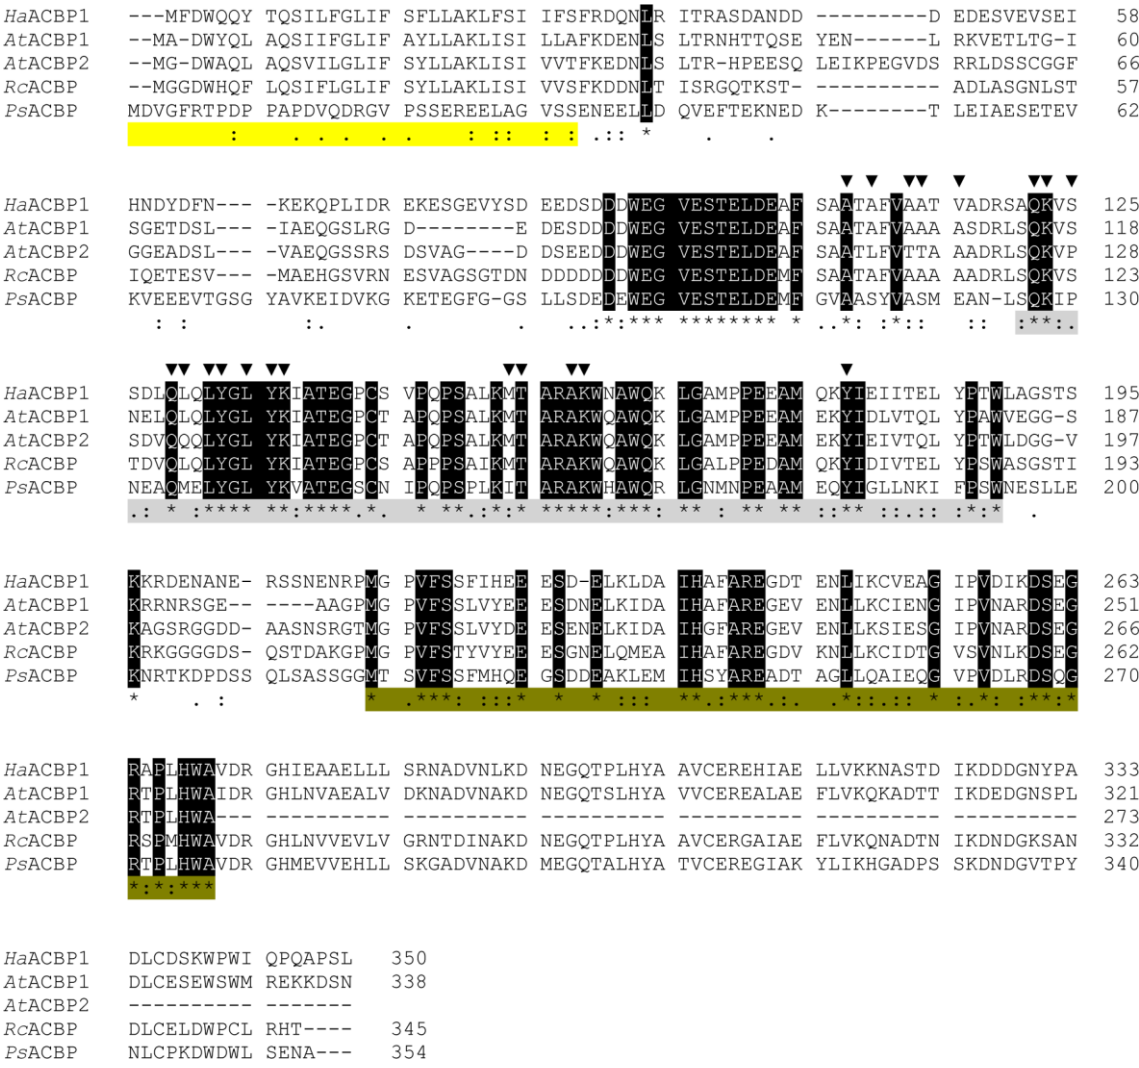 HaACBP1 ---MFDWQQY TQSILFGLIF SFLLAKLFSI IFSFRDQNLR ITRASDANDD ---------D EDESVEVSEI 58
AtACBP1 --MA-DWYQL AQSIIFGLIF AYLLAKLISI LLAFKDENLS LTRNHTTQSE YEN------L RKVETLTG-I 60
AtACBP2 --MG-DWAQL AQSVILGLIF SYLLAKLISI VVTFKEDNLS LTR-HPEESQ LEIKPEGVDS RRLDSSCGGF 66
RcACBP --MGGDWHQF LQSIFLGLIF SYLLAKLISI VVSFKDDNLT ISRGQTKST- --------- ADLASGNLST 57
PsACBP MDVGFRTPDP PAPDVQDRGV PSSEREELAG VSSENEELLD QVEFTEKNED K--------T LEIAESETEV 62
: . . . . . : :. : : .:: * . .
▼ ▼ ▼▼ ▼ ▼▼ ▼
HaACBP1 HNDYDFN--- -KEKQPLIDR EKESGEVYSD DEEDSDDDWEG VESTELDEAF SAATAFVAAT VADRSAQKVS 125
AtACBP1 SGETDSL--- -IAEQGSLRG D-------E DESDDDDWEG VESTELDEAF SAATAFVAAA ASDRLSQKVS 118
AtACBP2 GGEADSL--- -VAEQGSSRS DSVAG----D DSEEDDDWEG VESTELDEAF SAATLFVTTA AADRLSQKVP 128
RcACBP IQETESV--- -MAEHGSVRN ESVAGSGTDN DDDDDDDWEG VESTELDEMF SAATAFVAAA AADRLSQKVS 123
PsACBP KVEEEVTGSG YAVKEIDVKG KETEGFG-GS LLSDEDEWEG VESTELDEMF GVAASYVASM EAN-LSQKIP 130
: : :. . . ..:*:*** ******** * ..*: :*:: :: :**:.
▼▼ ▼▼ ▼ ▼▼ ▼▼ ▼▼ ▼
HaACBP1 SDLQLQLYGL YKIATEGPCS VPQPSALKMT ARAKWNAWQK LGAMPPEEAM QKYIEIITEL YPTWLAGSTS 195
AtACBP1 NELQLQLYGL YKIATEGPCT APQPSALKMT ARAKWQAWQK LGAMPPEEAM EKYIDLVTQL YPAWVEGG-S 187
AtACBP2 SDVQQQLYGL YKIATEGPCT APQPSALKMT ARAKWQAWQK LGAMPPEEAM EKYIEIVTQL YPTWLDGG-V 197
RcACBP TDVQLQLYGL YKIATEGPCS APPPSAIKMT ARAKWQAWQK LGALPPEDAM QKYIDIVTEL YPSWASGSTI 193
PsACBP NEAQMELYGL YKVATEGSCN IPQPSPLKIT ARAKWHAWQR LGNMNPEAAM EQYIGLLNKI FPSWNESLLE 200
.: * :**** **:****.*. * **.:*:* *****:***: ** : ** ** ::** ::.:: :*:* .
HaACBP1 KKRDENANE- RSSNENRPMG PVFSSFIHEE ESD-ELKLDA IHAFAREGDT ENLIKCVEAG IPVDIKDSEG 263
AtACBP1 KRRNRSGE-- -----AAGPMG PVFSSLVYEE ESDNELKIDA IHAFAREGEV ENLLKCIENG IPVNARDSEG 251
AtACBP2 KAGSRGGDD- AASNSRGTMG PVFSSLVYDE ESENELKIDA IHGFAREGEV ENLLKSIESG IPVNARDSEG 266
RcACBP KRKGGGGDS- QSTDAKGPMG PVFSTYVYEE ESGNELQMEA IHAFAREGDV KNLLKCIDTG VSVNLKDSEG 262
PsACBP KNRTKDPDSS QLSASSGGMT SVFSSFMHQE GSDDEAKLEM IHSYAREADT AGLLQAIEQG VPVDLRDSQG 270
* . : * .***: :::* * * ::: **.:***.:. .*::.:: * :.*: :**:*
HaACBP1 RAPLHWAVDR GHIEAAELLL SRNADVNLKD NEGQTPLHYA AVCEREHIAE LLVKKNASTD IKDDDGNYPA 333
AtACBP1 RTPLHWAIDR GHLNVAEALV DKNADVNAKD NEGQTSLHYA VVCEREALAE FLVKQKADTT IKDEDGNSPL 321
AtACBP2 RTPLHWA--- ---------- ---------- ---------- ---------- ---------- ---------- 273
RcACBP RSPMHWAVDR GHLNVVEVLV GRNTDINAKD NEGQTPLHYA AVCERGAIAE FLVKQNADTN IKDNDGKSAN 332
PsACBP RTPLHWAVDR GHMEVVEHLL SKGADVNAKD MEGQTALHYA TVCEREGIAK YLIKHGADPS SKDNDGVTPY 340
*:*:***
HaACBP1 DLCDSKWPWI QPQAPSL 350
AtACBP1 DLCESEWSWM REKKDSN 338
AtACBP2 ---------- -------
RcACBP DLCELDWPCL RHT---- 345
PsACBP NLCPKDWDWL SENA--- 354